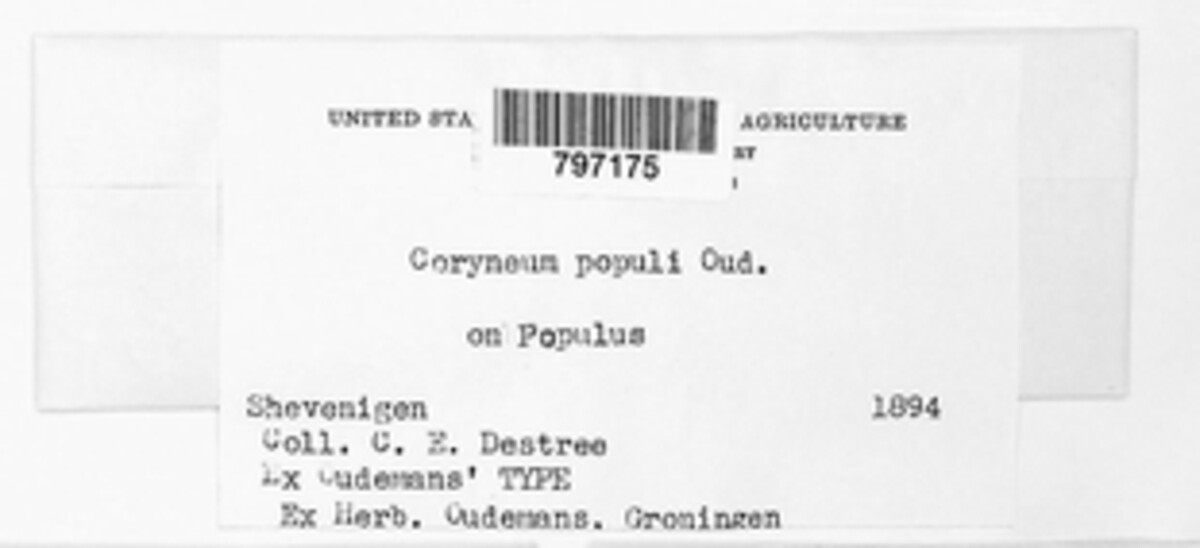 UNITED STA AGRICULTURE
797175
Coryneum populi Oud.
on Populus
Shevenigen 1894
Coll. C. E. Destree
Ex Oudemans' TYPE
Ex Herb. Oudemans. Groningen